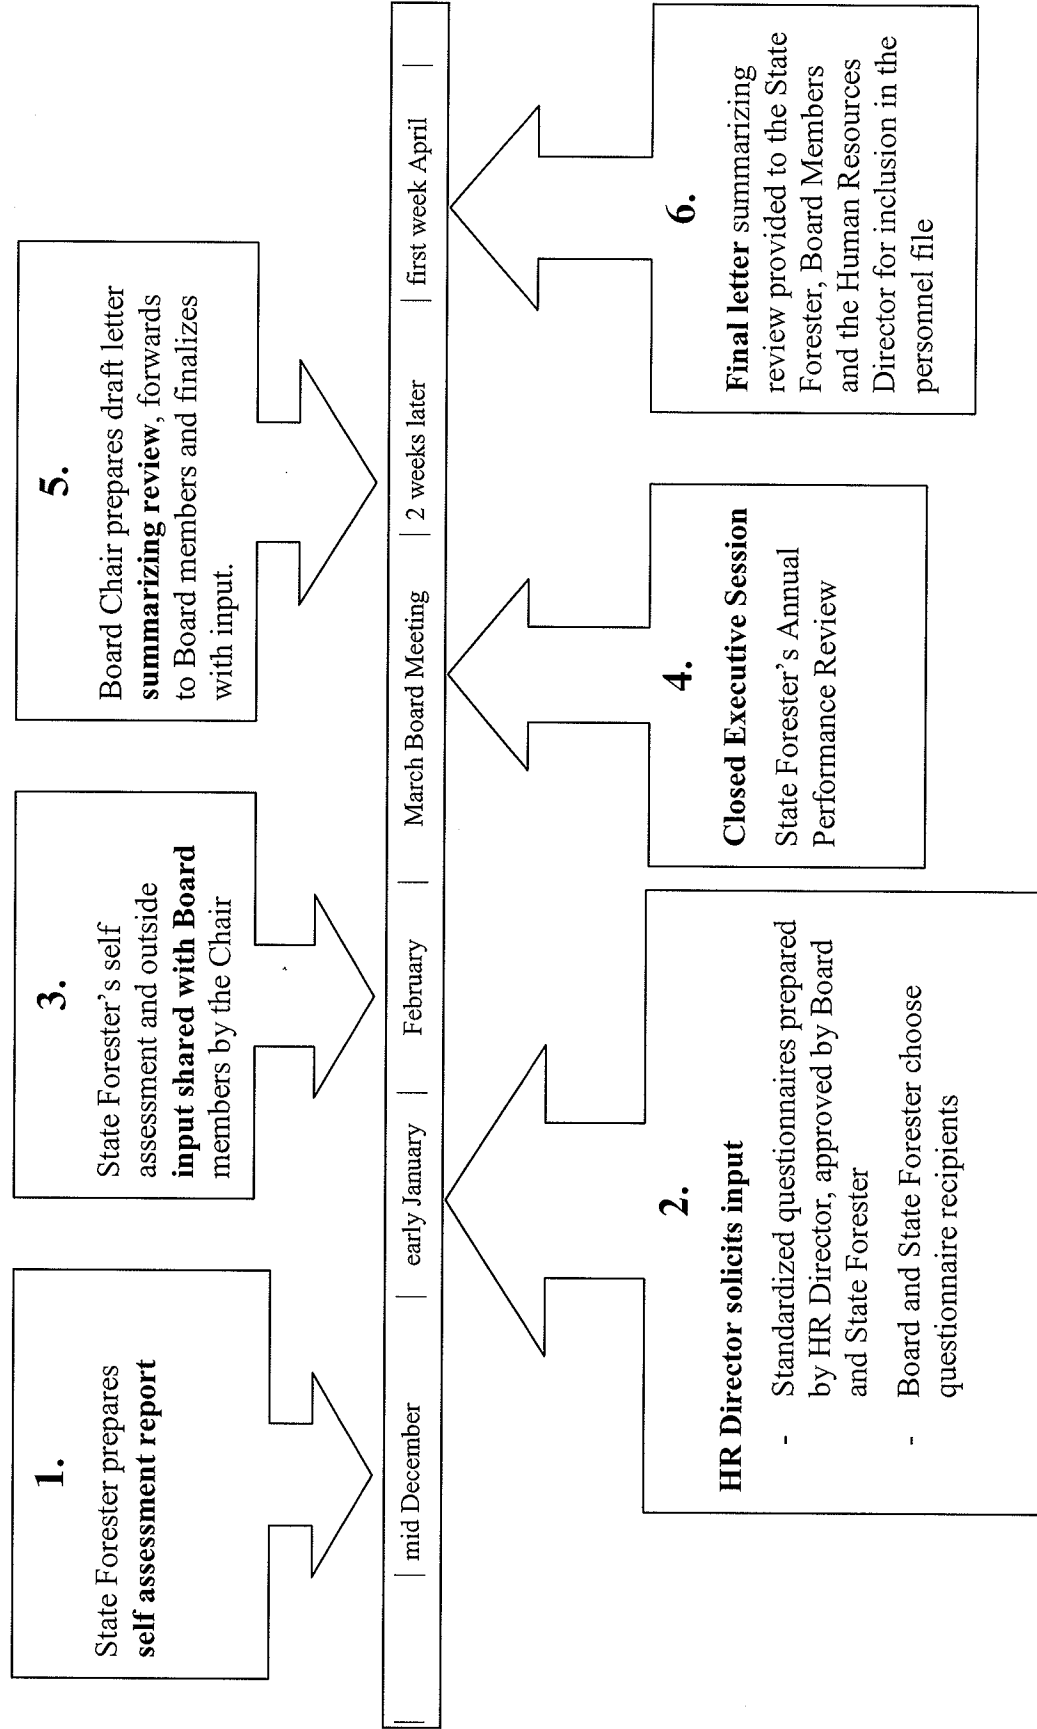 1.
State Forester prepares
self assessment report
3.
State Forester's self
assessment and outside
input shared with Board
members by the Chair
5.
Board Chair prepares draft letter
summarizing review, forwards
to Board members and finalizes
with input.
| | mid December | early January | February | March Board Meeting | 2 weeks later | first week April |
2.
HR Director solicits input
- Standardized questionnaires prepared
by HR Director, approved by Board
and State Forester
- Board and State Forester choose
questionnaire recipients
4.
Closed Executive Session
State Forester's Annual
Performance Review
6.
Final letter summarizing
review provided to the State
Forester, Board Members
and the Human Resources
Director for inclusion in the
personnel file